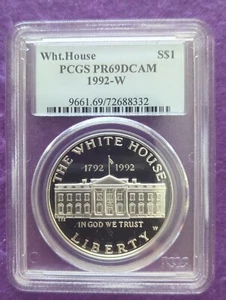 Wht.House S$1
PCGS PR69DCAM
1992-W
9661.69/72688332
THE WHITE HOUSE
1792 1992
IN GOD WE TRUST
W
LIBERTY
PCGS